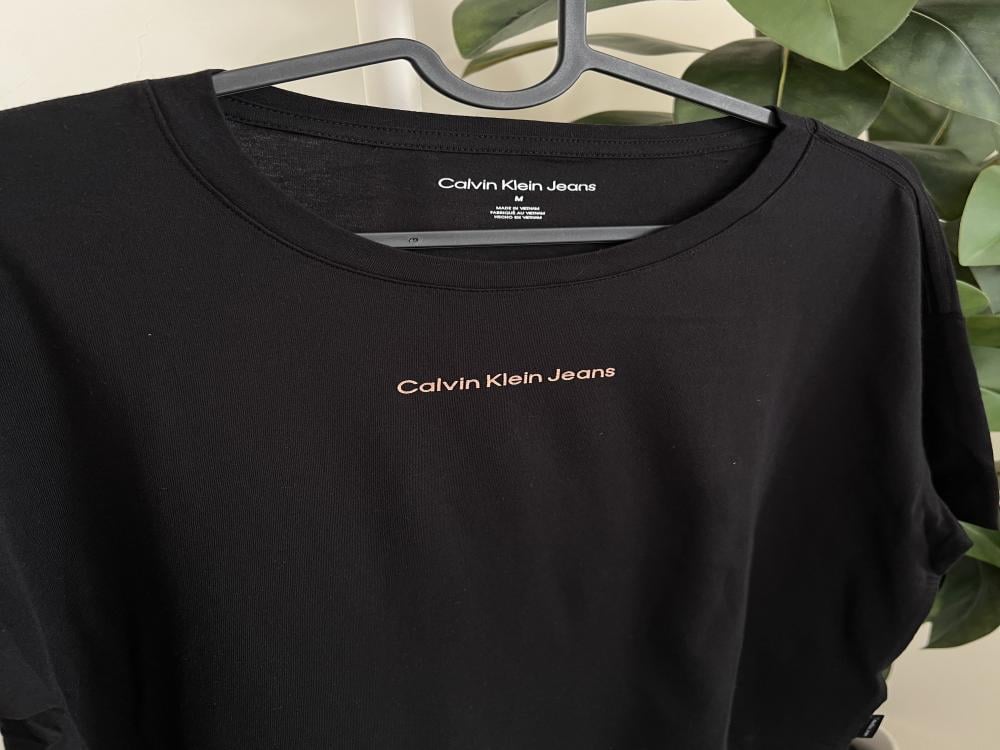 Calvin Klein Jeans
M
MADE IN VIETNAM
FABRIQUÉ AU VIETNAM
HECHO EN VIETNAM
Calvin Klein Jeans